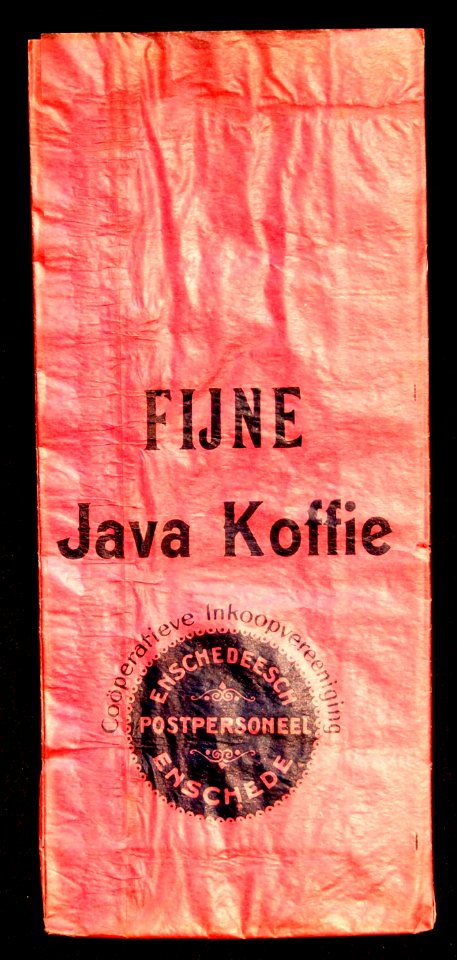 FIJNE
Java Koffie
Coöperatieve Inkoopvereeniging
ENSCHEDEESCH
POSTPERSONEEL
ENSCHEDE